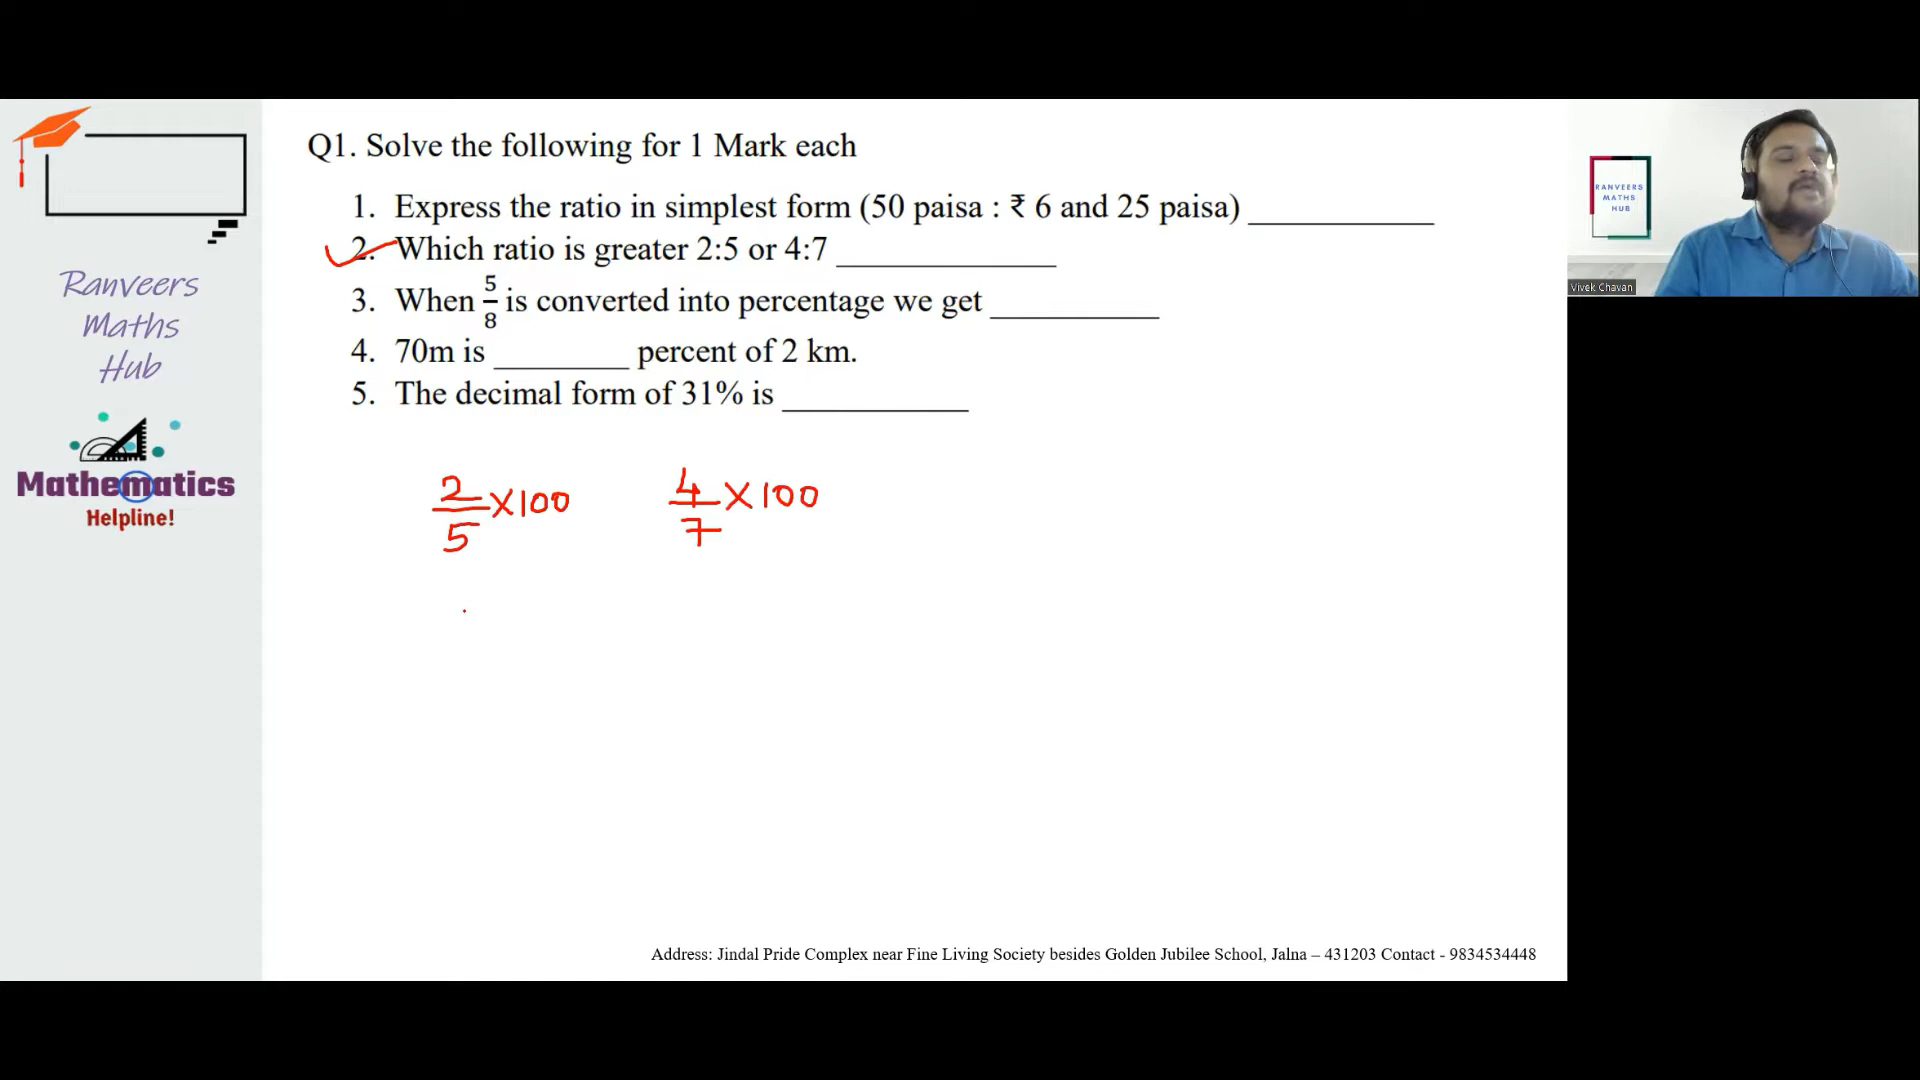 Q1. Solve the following for 1 Mark each
1. Express the ratio in simplest form (50 paisa : ₹ 6 and 25 paisa) ___________
2. Which ratio is greater 2:5 or 4:7 _____________
3. When 5/8 is converted into percentage we get __________
4. 70m is ________ percent of 2 km.
5. The decimal form of 31% is ___________
2/5 × 100   4/7 × 100
Ranveers
Maths
Hub
Mathematics
Helpline!
RANVEERS
MATHS
HUB
Vivek Chavan
Address: Jindal Pride Complex near Fine Living Society besides Golden Jubilee School, Jalna – 431203 Contact - 9834534448